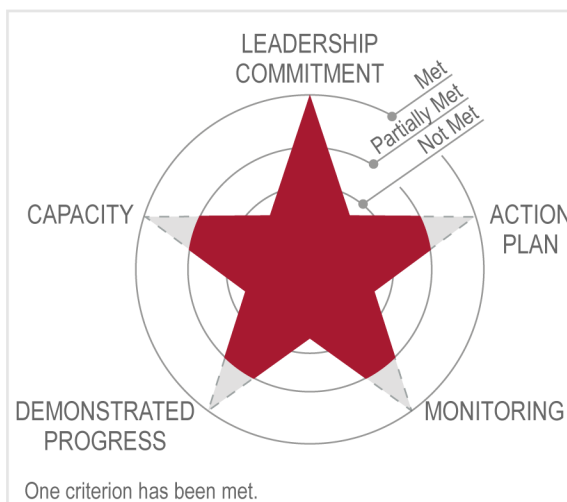 LEADERSHIP
COMMITMENT
Met
Partially Met
Not Met
CAPACITY
ACTION
PLAN
DEMONSTRATED
PROGRESS
MONITORING
One criterion has been met.